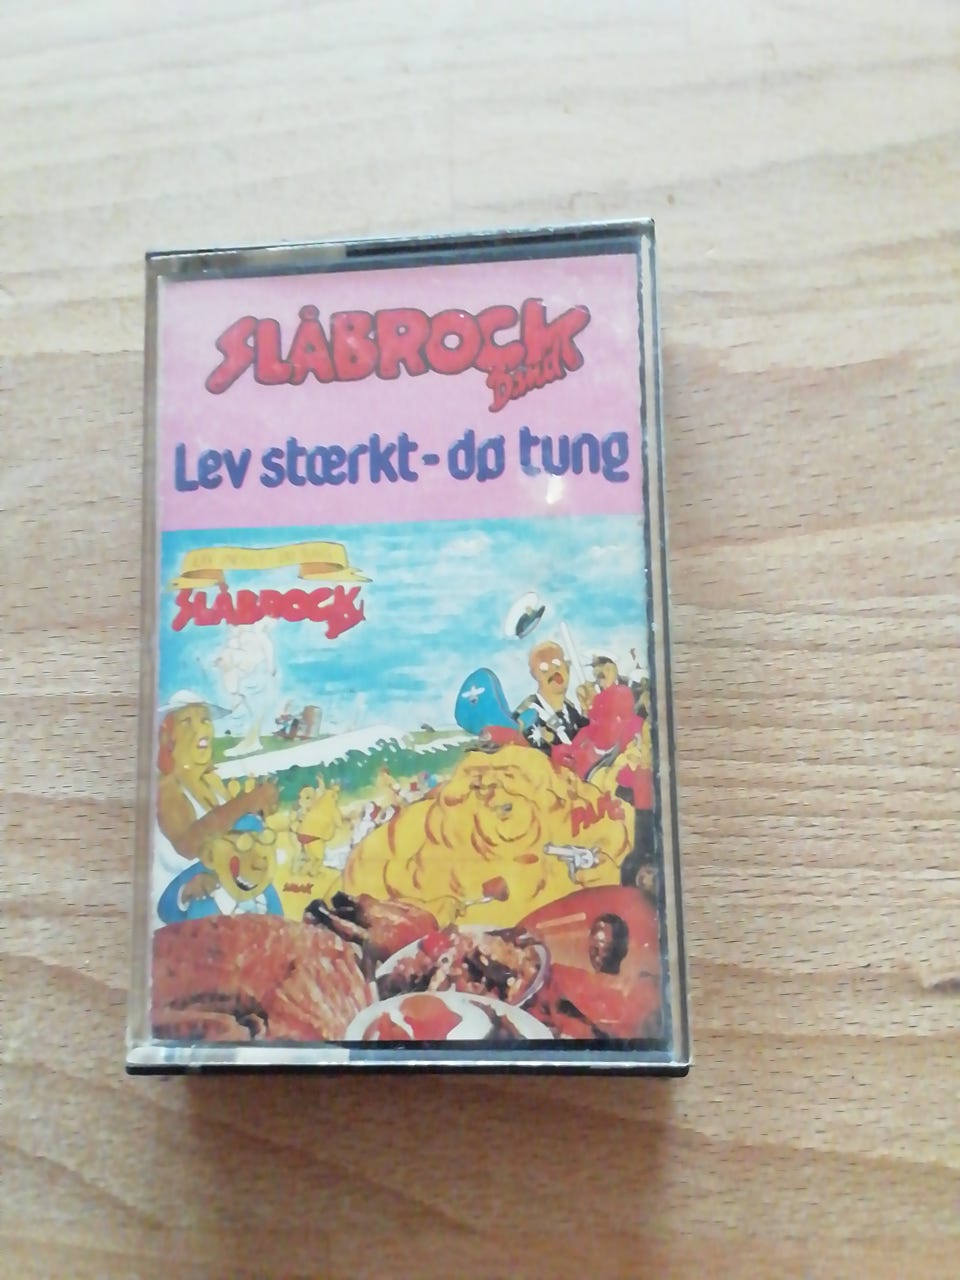 SLÅBROCK
Band
Lev stærkt - dø tung
SLÅBROCK
PANG